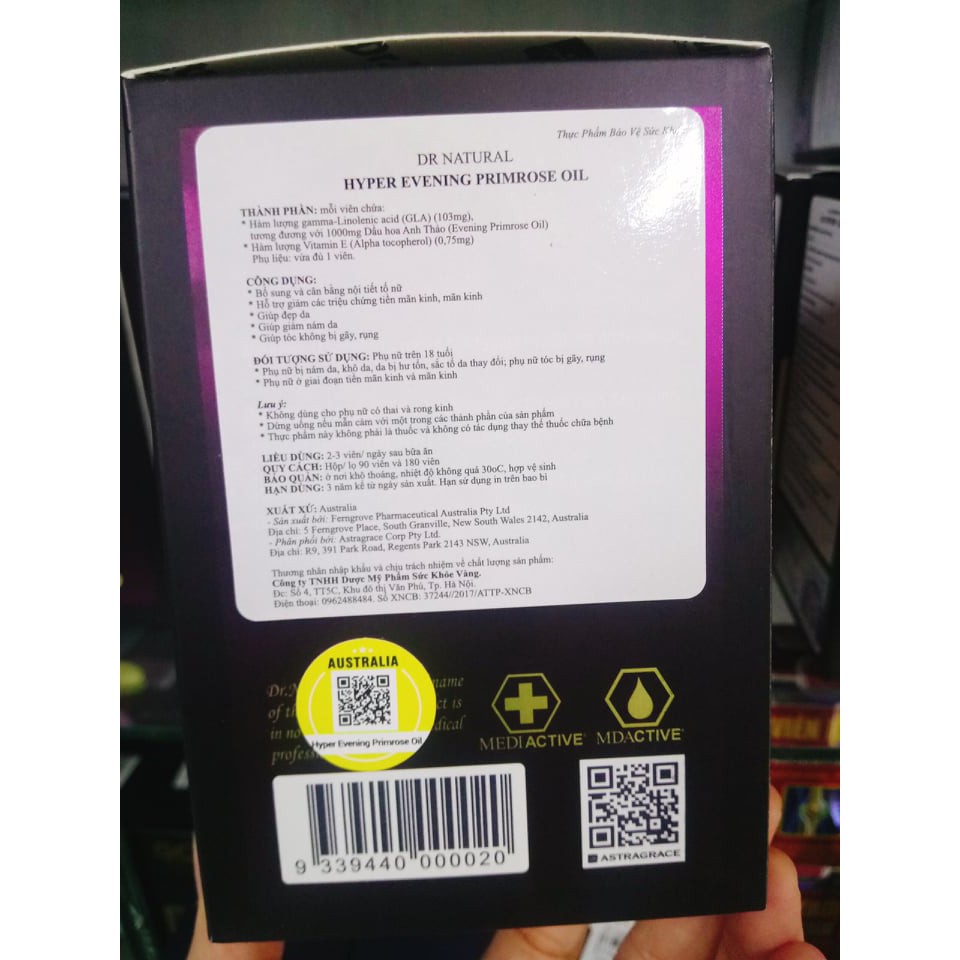 Thực Phẩm Bảo Vệ Sức
DR NATURAL
HYPER EVENING PRIMROSE OIL
THÀNH PHẦN: mỗi viên chứa:
* Hàm lượng gamma-Linolenic acid (GLA) (103mg),
tương đương với 1000mg Dầu hoa Anh Thảo (Evening Primrose Oil)
* Hàm lượng Vitamin E (Alpha tocopherol) (0,75mg)
Phụ liệu: vừa đủ 1 viên.
CÔNG DỤNG:
* Bổ sung và cân bằng nội tiết tố nữ
* Hỗ trợ giảm các triệu chứng tiền mãn kinh, mãn kinh
* Giúp đẹp da
* Giúp giảm nám da
* Giúp tóc không bị gãy, rụng
ĐỐI TƯỢNG SỬ DỤNG: Phụ nữ trên 18 tuổi
* Phụ nữ bị nám da, khô da, da bị hư tổn, sắc tố da thay đổi; phụ nữ tóc bị gãy, rụng
* Phụ nữ ở giai đoạn tiền mãn kinh và mãn kinh
Lưu ý:
* Không dùng cho phụ nữ có thai và rong kinh
* Dừng uống nếu mẫn cảm với một trong các thành phần của sản phẩm
* Thực phẩm này không phải là thuốc và không có tác dụng thay thế thuốc chữa bệnh
LIỀU DÙNG: 2-3 viên/ ngày sau bữa ăn
QUY CÁCH: Hộp/ lọ 90 viên và 180 viên
BẢO QUẢN: ở nơi khô thoáng, nhiệt độ không quá 30oC, hợp vệ sinh
HẠN DÙNG: 3 năm kể từ ngày sản xuất. Hạn sử dụng in trên bao bì
XUẤT XỨ: Australia
- Sản xuất bởi: Ferngrove Pharmaceutical Australia Pty Ltd
Địa chỉ: 5 Ferngrove Place, South Granville, New South Wales 2142, Australia
- Phân phối bởi: Astragrace Corp Pty Ltd.
Địa chỉ: R9, 391 Park Road, Regents Park 2143 NSW, Australia
Thương nhân nhập khẩu và chịu trách nhiệm về chất lượng sản phẩm:
Công ty TNHH Dược Mỹ Phẩm Sức Khỏe Vàng.
Đc: Số 4, TT5C, Khu đô thị Văn Phú, Tp. Hà Nội.
Điện thoại: 0962488484. Số XNCB: 37244//2017/ATTP-XNCB
AUSTRALIA
Hyper Evening Primrose Oil
Dr. name
of
in no
MEDIACTIVE
MDACTIVE
9 339440 000020
ASTRAGRACE